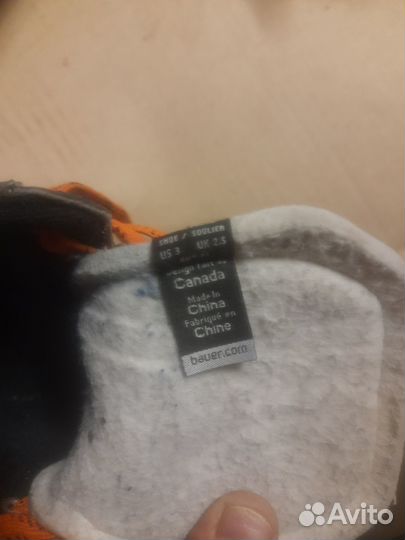 SHOE / SOULIER
US 3 UK 2.5
Canada
Made in
China
Fabriqué en
Chine
bauer.com
Avito